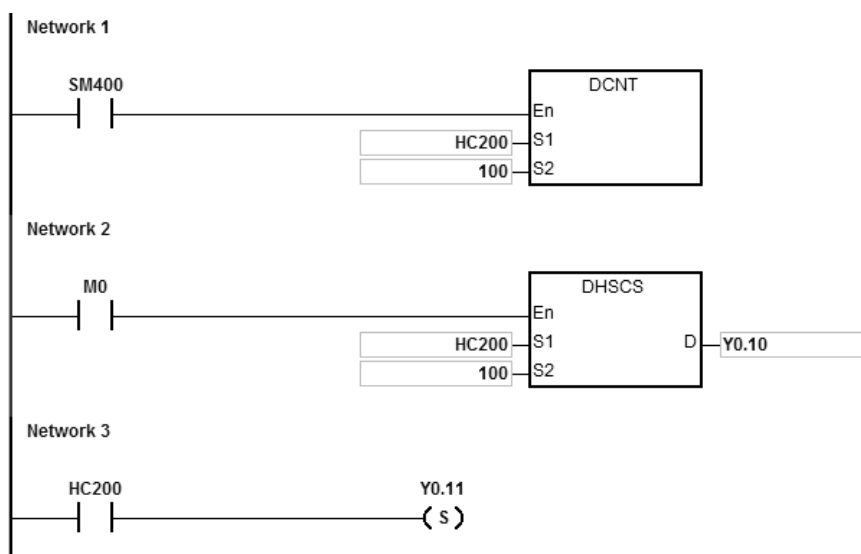 Network 1
SM400
DCNT
En
HC200 S1
100 S2
Network 2
M0
DHSCS
En
HC200 S1 D Y0.10
100 S2
Network 3
HC200 Y0.11
( S )